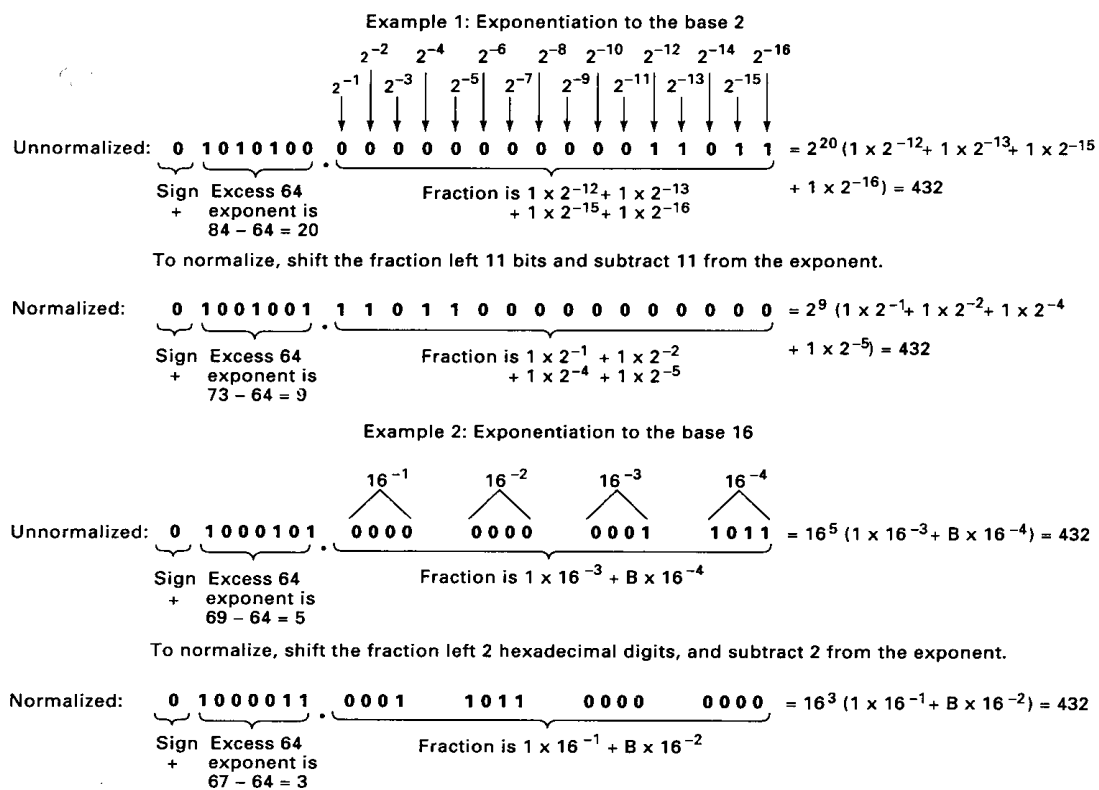 Example 1: Exponentiation to the base 2
2^–2 2^–4 2^–6 2^–8 2^–10 2^–12 2^–14 2^–16
2^–1 2^–3 2^–5 2^–7 2^–9 2^–11 2^–13 2^–15
Unnormalized: 0 1010100 . 0 0 0 0 0 0 0 0 0 0 0 1 1 0 1 1 = 2^20 (1 x 2^–12 + 1 x 2^–13 + 1 x 2^–15
+ 1 x 2^–16) = 432
Sign Excess 64 Fraction is 1 x 2^–12 + 1 x 2^–13
+ exponent is + 1 x 2^–15 + 1 x 2^–16
84 – 64 = 20
To normalize, shift the fraction left 11 bits and subtract 11 from the exponent.
Normalized: 0 1001001 . 1 1 0 1 1 0 0 0 0 0 0 0 0 0 0 0 = 2^9 (1 x 2^–1 + 1 x 2^–2 + 1 x 2^–4
+ 1 x 2^–5) = 432
Sign Excess 64 Fraction is 1 x 2^–1 + 1 x 2^–2
+ exponent is + 1 x 2^–4 + 1 x 2^–5
73 – 64 = 9
Example 2: Exponentiation to the base 16
16^–1 16^–2 16^–3 16^–4
Unnormalized: 0 1000101 . 0000 0000 0001 1011 = 16^5 (1 x 16^–3 + B x 16^–4) = 432
Sign Excess 64 Fraction is 1 x 16^–3 + B x 16^–4
+ exponent is
69 – 64 = 5
To normalize, shift the fraction left 2 hexadecimal digits, and subtract 2 from the exponent.
Normalized: 0 1000011 . 0001 1011 0000 0000 = 16^3 (1 x 16^–1 + B x 16^–2) = 432
Sign Excess 64 Fraction is 1 x 16^–1 + B x 16^–2
+ exponent is
67 – 64 = 3